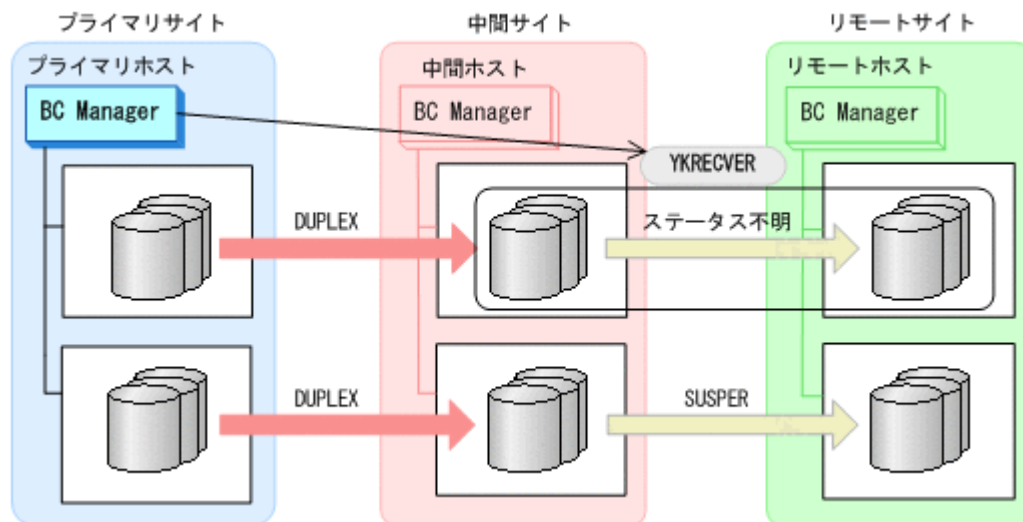 プライマリサイト
中間サイト
リモートサイト
プライマリホスト
中間ホスト
リモートホスト
BC Manager
BC Manager
BC Manager
YKRECVER
DUPLEX
ステータス不明
DUPLEX
SUSPER